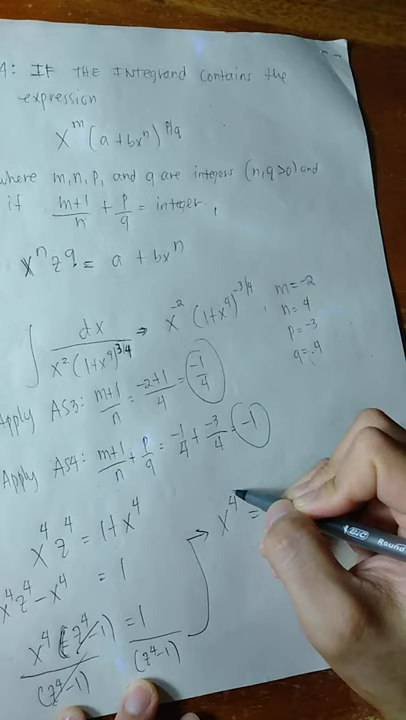 4: IF THE INTEGRAND CONTAINS the
expression
x^m (a+bx^n)^{p/q}
where m,n,p, and q are integers (n,q>0) and
if (m+1)/n + p/q = integer,
x^n z^q = a + bx^n
∫ dx/(x^2(1+x^4)^{3/4}) → x^{-2} (1+x^4)^{-3/4},
m=-2
n=4
p=-3
q=4
Apply AS3: (m+1)/n = (-2+1)/4 = -1/4
Apply AS4: (m+1)/n + p/q = -1/4 + -3/4 = -1
x^4 z^4 = 1+x^4
x^4 z^4 - x^4 = 1
x^4 (z^4-1)/(z^4-1) = 1/(z^4-1)
x^4 =
BIC Round